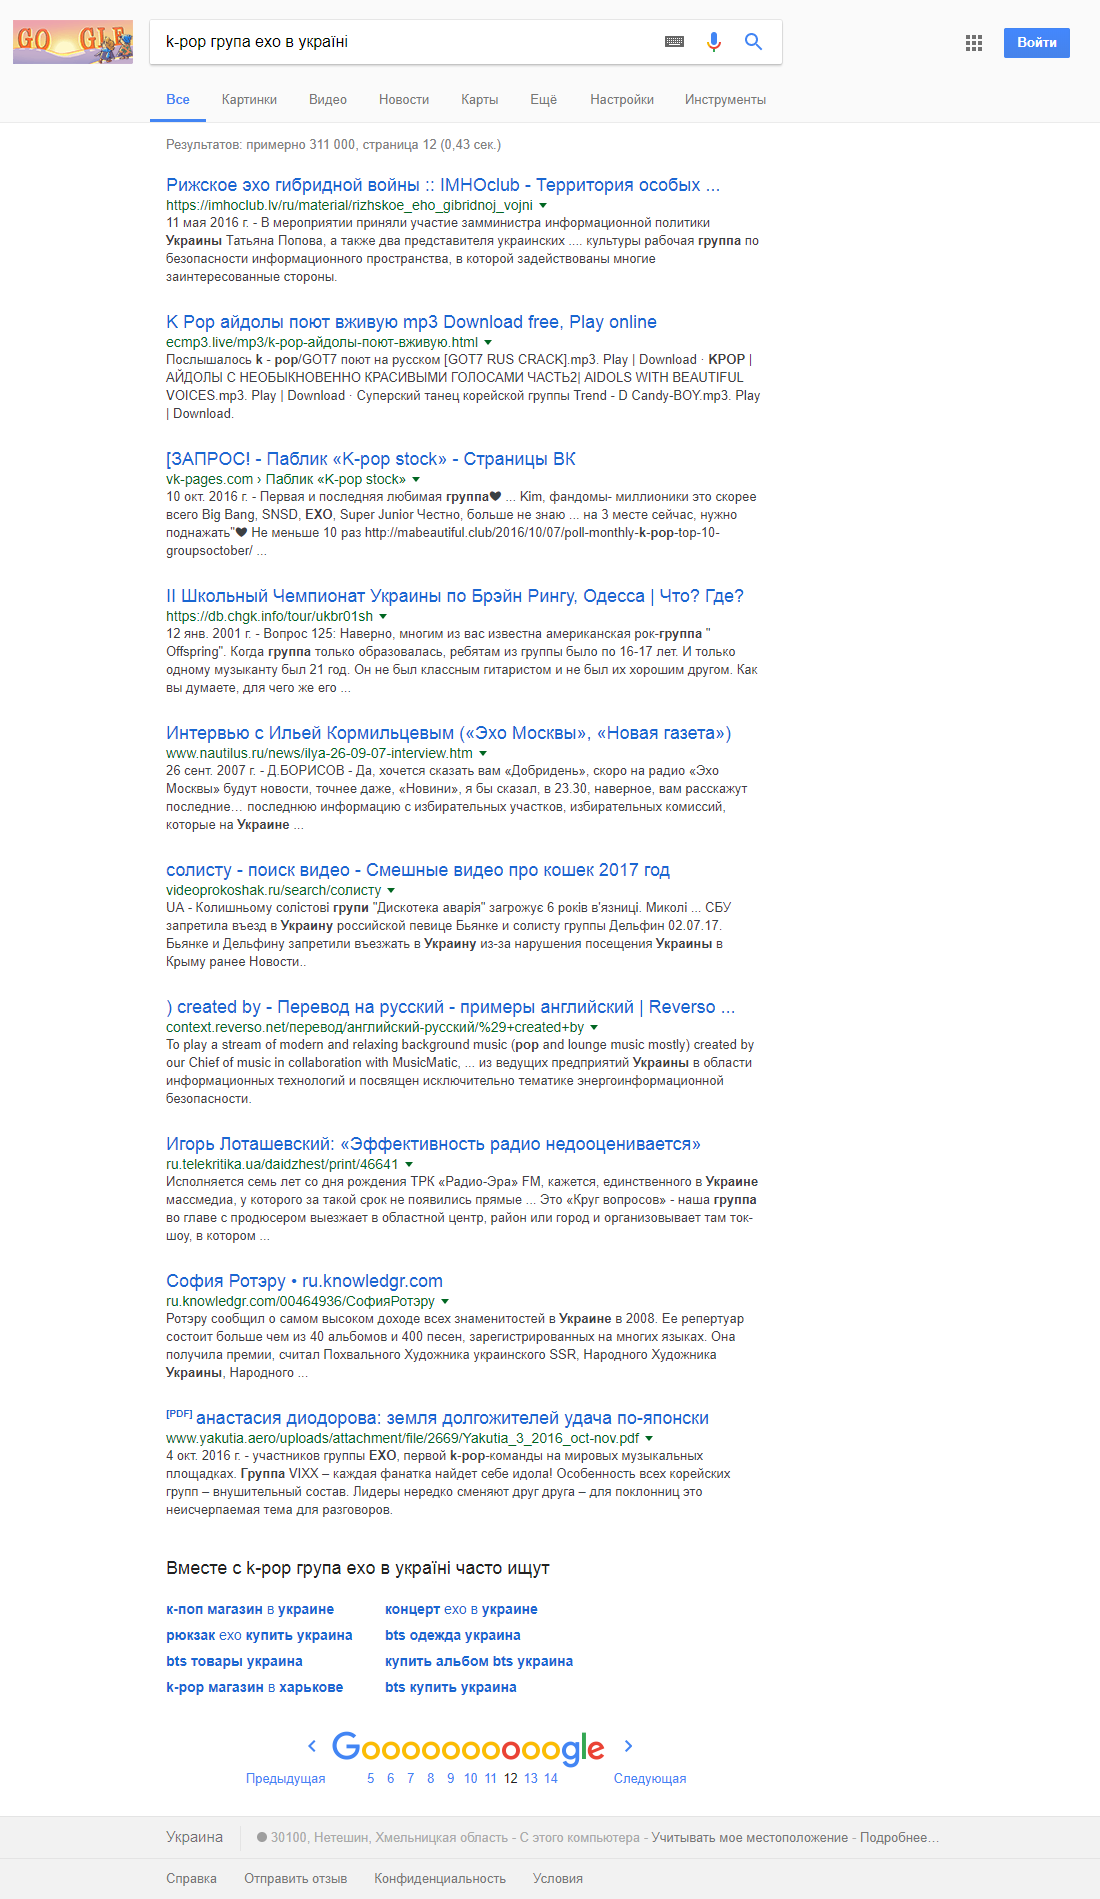 GO GLE
k-pop група ехо в україні
Войти
Все Картинки Видео Новости Карты Ещё Настройки Инструменты
Результатов: примерно 311 000, страница 12 (0,43 сек.)
Рижское эхо гибридной войны :: IMHOclub - Территория особых ...
https://imhoclub.lv/ru/material/rizhskoe_eho_gibridnoj_vojni
11 мая 2016 г. - В мероприятии приняли участие замминистра информационной политики
Украины Татьяна Попова, а также два представителя украинских .... культуры рабочая группа по
безопасности информационного пространства, в которой задействованы многие
заинтересованные стороны.
K Pop айдолы поют вживую mp3 Download free, Play online
ecmp3.live/mp3/k-pop-айдолы-поют-вживую.html
Послышалось k - pop/GOT7 поют на русском [GOT7 RUS CRACK].mp3. Play | Download · KPOP |
АЙДОЛЫ С НЕОБЫКНОВЕННО КРАСИВЫМИ ГОЛОСАМИ ЧАСТЬ2| AIDOLS WITH BEAUTIFUL
VOICES.mp3. Play | Download · Суперский танец корейской группы Trend - D Candy-BOY.mp3. Play
| Download.
[ЗАПРОС! - Паблик «K-pop stock» - Страницы ВК
vk-pages.com › Паблик «K-pop stock»
10 окт. 2016 г. - Первая и последняя любимая группа🖤 ... Kim, фандомы- миллионики это скорее
всего Big Bang, SNSD, EXO, Super Junior Честно, больше не знаю ... на 3 месте сейчас, нужно
поднажать"🖤 Не меньше 10 раз http://mabeautiful.club/2016/10/07/poll-monthly-k-pop-top-10-
groupsoctober/ ...
II Школьный Чемпионат Украины по Брэйн Рингу, Одесса | Что? Где?
https://db.chgk.info/tour/ukbr01sh
12 янв. 2001 г. - Вопрос 125: Наверно, многим из вас известна американская рок-группа "
Offspring". Когда группа только образовалась, ребятам из группы было по 16-17 лет. И только
одному музыканту был 21 год. Он не был классным гитаристом и не был их хорошим другом. Как
вы думаете, для чего же его ...
Интервью с Ильей Кормильцевым («Эхо Москвы», «Новая газета»)
www.nautilus.ru/news/ilya-26-09-07-interview.htm
26 сент. 2007 г. - Д.БОРИСОВ - Да, хочется сказать вам «Добридень», скоро на радио «Эхо
Москвы» будут новости, точнее даже, «Новини», я бы сказал, в 23.30, наверное, вам расскажут
последние… последнюю информацию с избирательных участков, избирательных комиссий,
которые на Украине ...
солисту - поиск видео - Смешные видео про кошек 2017 год
videoprokoshak.ru/search/солисту
UA - Колишньому солістові групи "Дискотека аварія" загрожує 6 років в'язниці. Миколі ... СБУ
запретила въезд в Украину российской певице Бьянке и солисту группы Дельфин 02.07.17.
Бьянке и Дельфину запретили въезжать в Украину из-за нарушения посещения Украины в
Крыму ранее Новости..
) created by - Перевод на русский - примеры английский | Reverso ...
context.reverso.net/перевод/английский-русский/%29+created+by
To play a stream of modern and relaxing background music (pop and lounge music mostly) created by
our Chief of music in collaboration with MusicMatic, ... из ведущих предприятий Украины в области
информационных технологий и посвящен исключительно тематике энергоинформационной
безопасности.
Игорь Лоташевский: «Эффективность радио недооценивается»
ru.telekritika.ua/daidzhest/print/46641
Исполняется семь лет со дня рождения ТРК «Радио-Эра» FM, кажется, единственного в Украине
массмедиа, у которого за такой срок не появились прямые ... Это «Круг вопросов» - наша группа
во главе с продюсером выезжает в областной центр, район или город и организовывает там ток-
шоу, в котором ...
София Ротэру • ru.knowledgr.com
ru.knowledgr.com/00464936/СофияРотэру
Ротэру сообщил о самом высоком доходе всех знаменитостей в Украине в 2008. Ее репертуар
состоит больше чем из 40 альбомов и 400 песен, зарегистрированных на многих языках. Она
получила премии, считал Похвального Художника украинского SSR, Народного Художника
Украины, Народного ...
[PDF] анастасия диодорова: земля долгожителей удача по-японски
www.yakutia.aero/uploads/attachment/file/2669/Yakutia_3_2016_oct-nov.pdf
4 окт. 2016 г. - участников группы EXO, первой k-pop-команды на мировых музыкальных
площадках. Группа VIXX – каждая фанатка найдет себе идола! Особенность всех корейских
групп – внушительный состав. Лидеры нередко сменяют друг друга – для поклонниц это
неисчерпаемая тема для разговоров.
Вместе с k-pop група ехо в україні часто ищут
к-поп магазин в украине концерт exo в украине
рюкзак exo купить украина bts одежда украина
bts товары украина купить альбом bts украина
k-pop магазин в харькове bts купить украина
Goooooooooogle
Предыдущая 5 6 7 8 9 10 11 12 13 14 Следующая
Украина 30100, Нетешин, Хмельницкая область - С этого компьютера - Учитывать мое местоположение - Подробнее…
Справка Отправить отзыв Конфиденциальность Условия